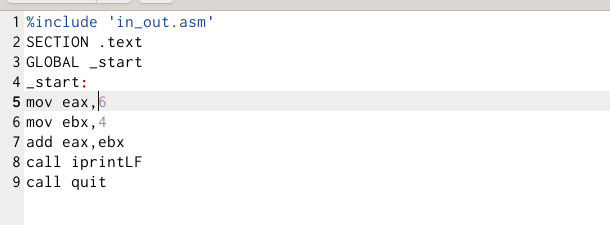 1 %include 'in_out.asm'
2 SECTION .text
3 GLOBAL _start
4 _start:
5 mov eax,6
6 mov ebx,4
7 add eax,ebx
8 call iprintLF
9 call quit